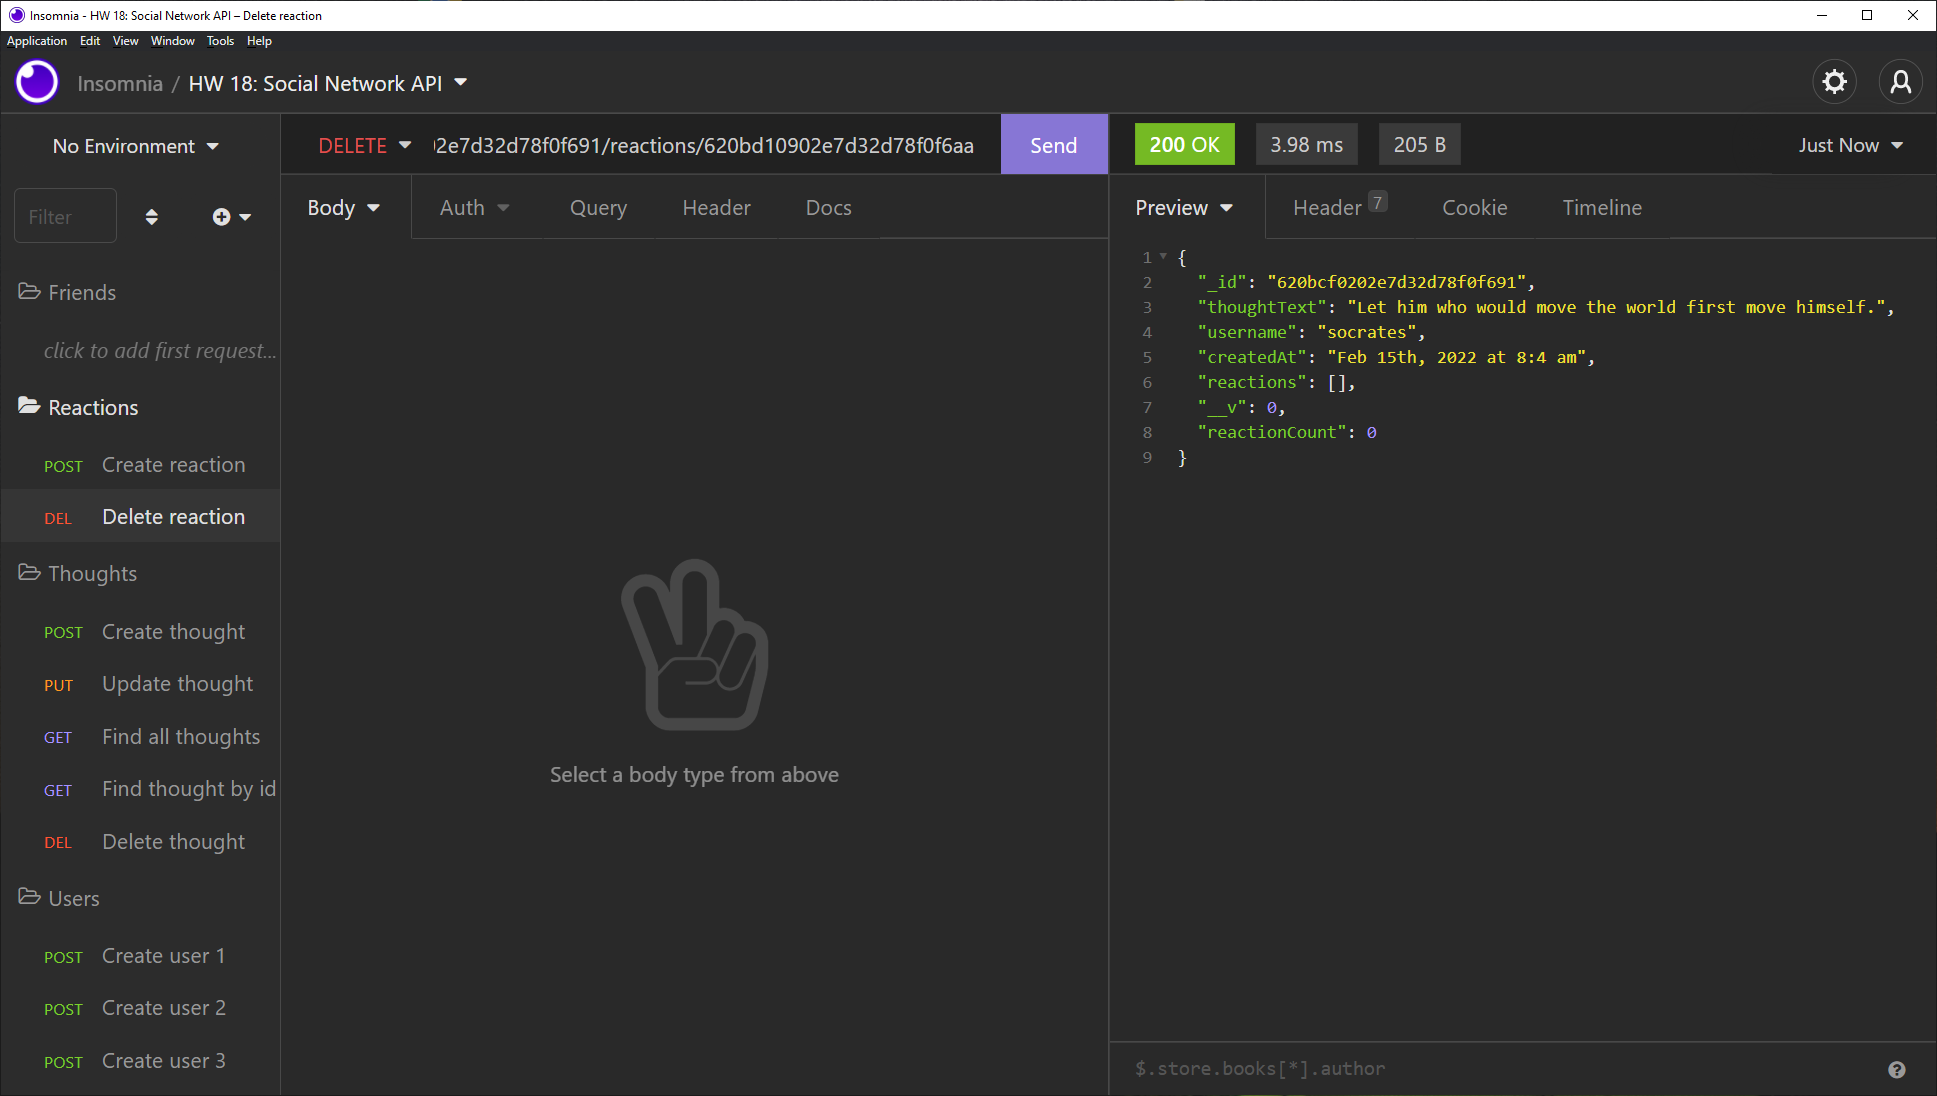 Insomnia - HW 18: Social Network API – Delete reaction
Application Edit View Window Tools Help
Insomnia / HW 18: Social Network API
No Environment
DELETE
02e7d32d78f0f691/reactions/620bd10902e7d32d78f0f6aa
Send
200 OK
3.98 ms
205 B
Just Now
Filter
Body
Auth
Query
Header
Docs
Preview
Header 7
Cookie
Timeline
Friends
click to add first request...
Reactions
POST Create reaction
DEL Delete reaction
Thoughts
POST Create thought
PUT Update thought
GET Find all thoughts
GET Find thought by id
DEL Delete thought
Users
POST Create user 1
POST Create user 2
POST Create user 3
Select a body type from above
1 {
2 "_id": "620bcf0202e7d32d78f0f691",
3 "thoughtText": "Let him who would move the world first move himself.",
4 "username": "socrates",
5 "createdAt": "Feb 15th, 2022 at 8:4 am",
6 "reactions": [],
7 "__v": 0,
8 "reactionCount": 0
9 }
$.store.books[*].author